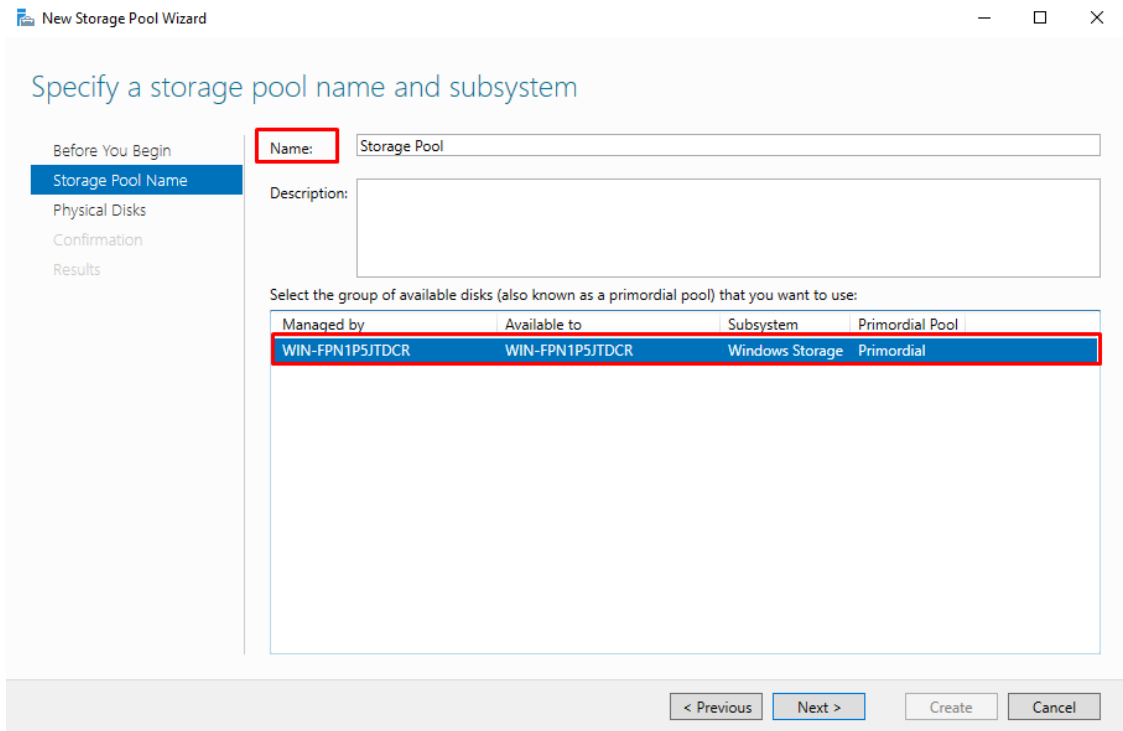 New Storage Pool Wizard
Specify a storage pool name and subsystem
Before You Begin
Storage Pool Name
Physical Disks
Confirmation
Results
Name: Storage Pool
Description:
Select the group of available disks (also known as a primordial pool) that you want to use:
Managed by Available to Subsystem Primordial Pool
WIN-FPN1P5JTDCR WIN-FPN1P5JTDCR Windows Storage Primordial
< Previous Next > Create Cancel